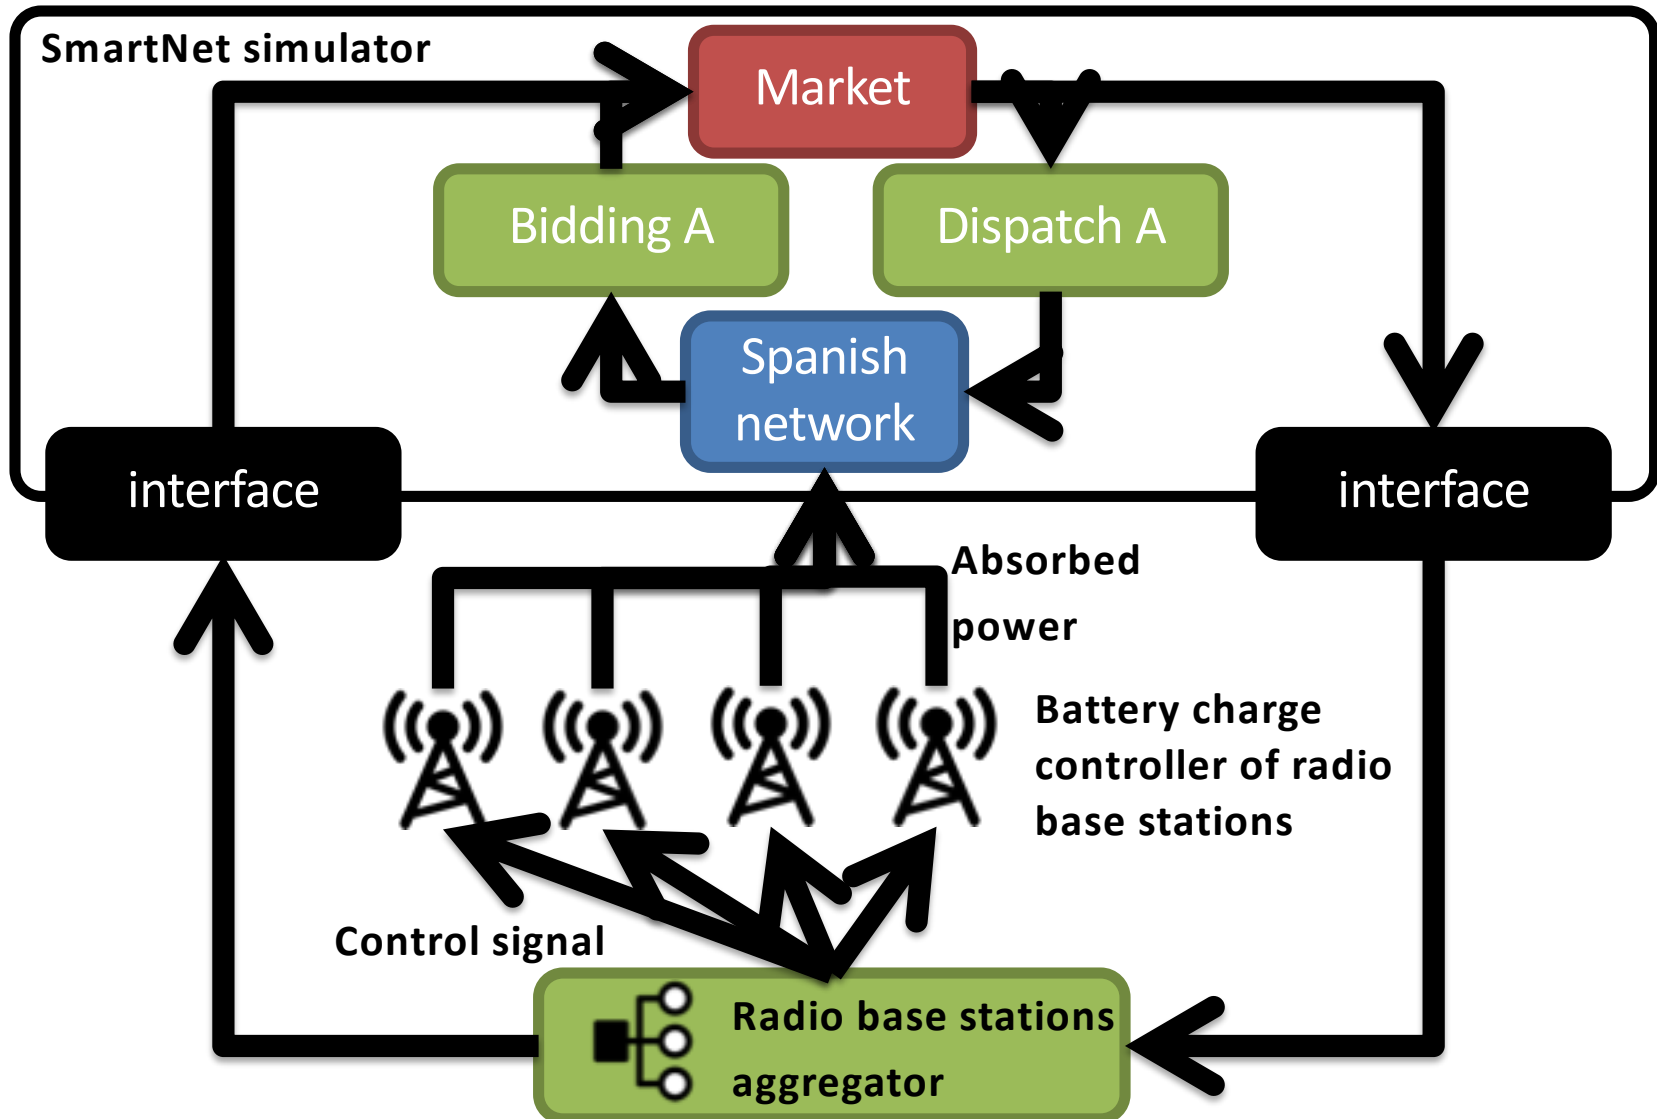 SmartNet simulator
Market
Bidding A
Dispatch A
Spanish
network
interface
interface
Absorbed
power
Battery charge
controller of radio
base stations
Control signal
Radio base stations
aggregator